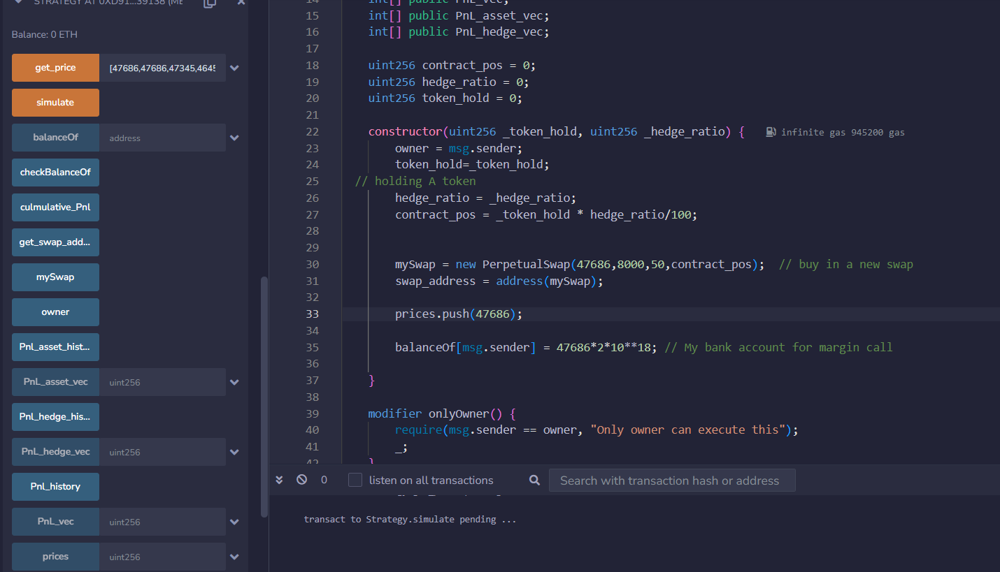 STRATEGY AT 0XD91...39138 (ME
Balance: 0 ETH
get_price
[47686,47686,47345,4645
simulate
balanceOf
address
checkBalanceOf
culmulative_Pnl
get_swap_add...
mySwap
owner
Pnl_asset_hist...
PnL_asset_vec
uint256
Pnl_hedge_his...
PnL_hedge_vec
uint256
Pnl_history
PnL_vec
uint256
prices
uint256
14 int[] public PnL_vec;
15 int[] public PnL_asset_vec;
16 int[] public PnL_hedge_vec;
17
18 uint256 contract_pos = 0;
19 uint256 hedge_ratio = 0;
20 uint256 token_hold = 0;
21
22 constructor(uint256 _token_hold, uint256 _hedge_ratio) { infinite gas 945200 gas
23 owner = msg.sender;
24 token_hold=_token_hold;
25 // holding A token
26 hedge_ratio = _hedge_ratio;
27 contract_pos = _token_hold * hedge_ratio/100;
28
29
30 mySwap = new PerpetualSwap(47686,8000,50,contract_pos); // buy in a new swap
31 swap_address = address(mySwap);
32
33 prices.push(47686);
34
35 balanceOf[msg.sender] = 47686*2*10**18; // My bank account for margin call
36
37 }
38
39 modifier onlyOwner() {
40 require(msg.sender == owner, "Only owner can execute this");
41 _;
42 }
0
listen on all transactions
Search with transaction hash or address
transact to Strategy.simulate pending ...